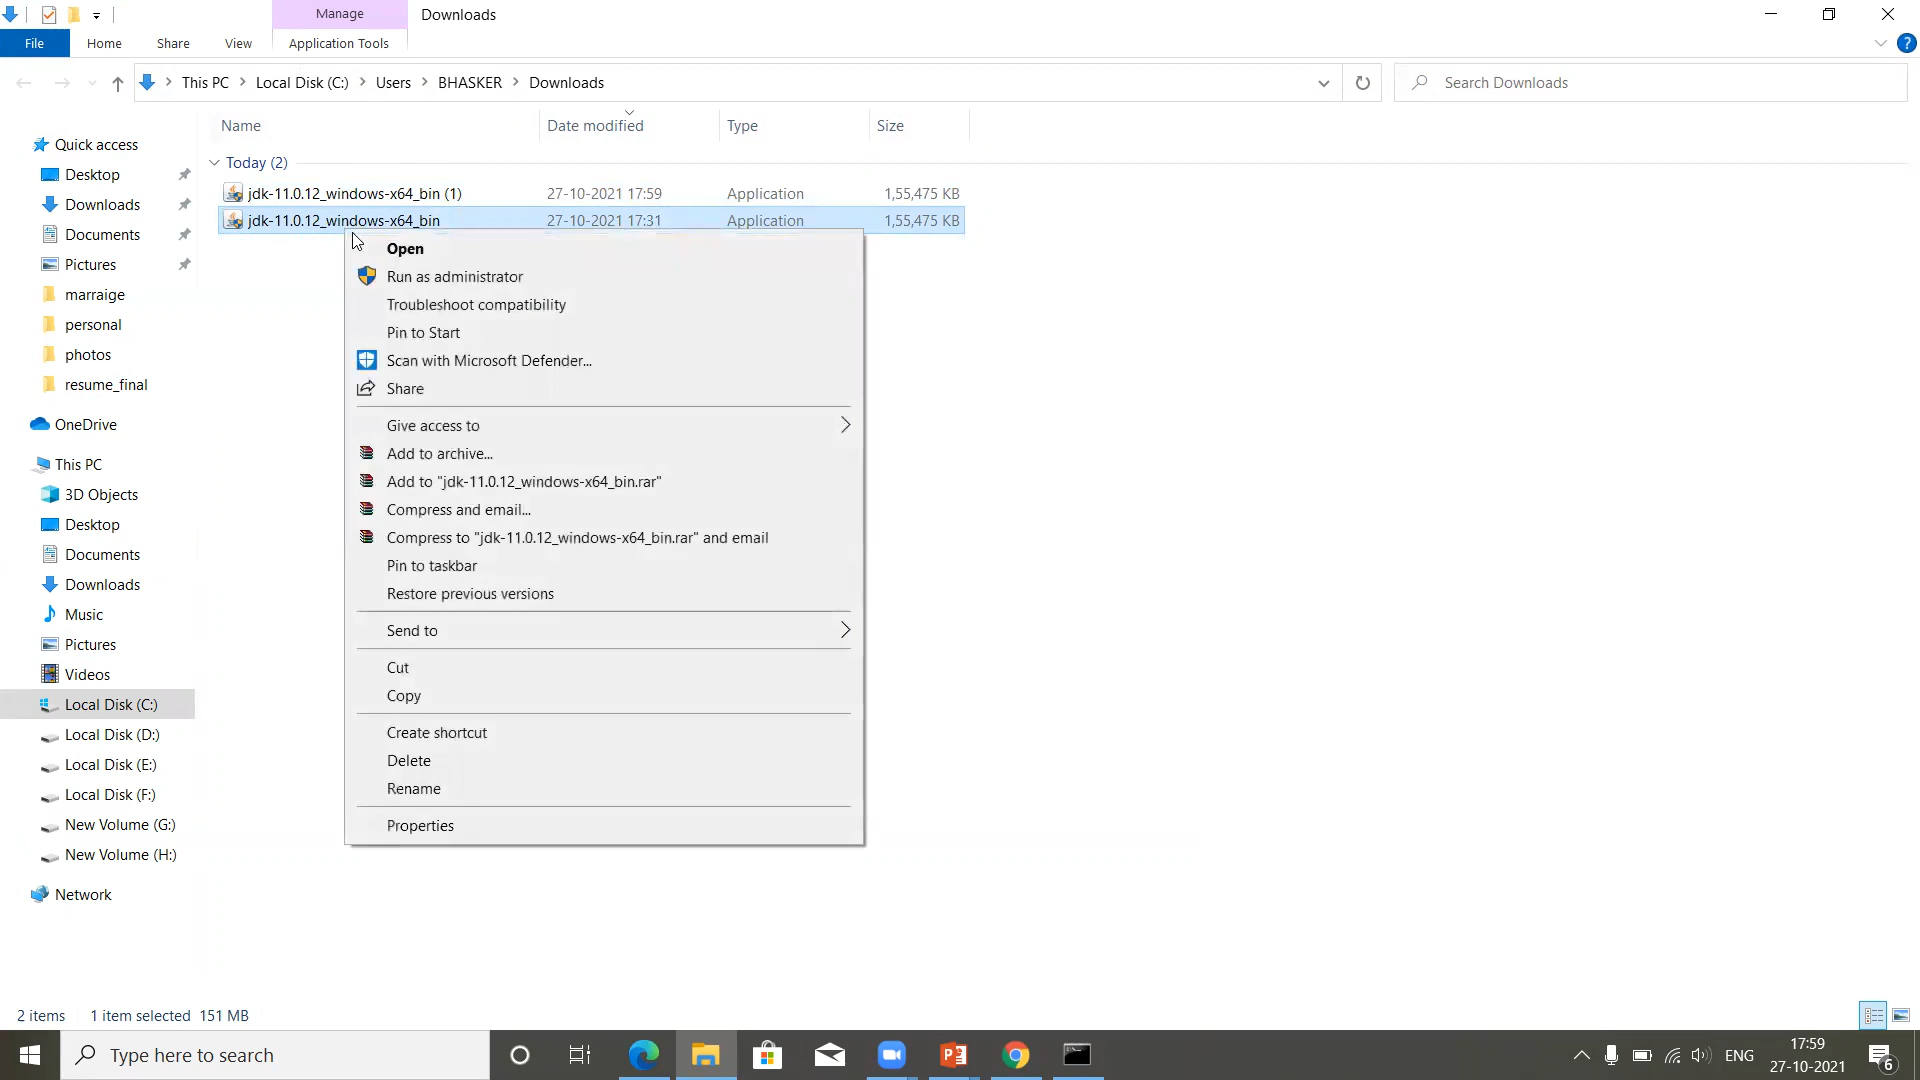 Manage
Downloads
File
Home
Share
View
Application Tools
?
This PC
Local Disk (C:)
Users
BHASKER
Downloads
Search Downloads
Name
Date modified
Type
Size
Quick access
Desktop
Downloads
Documents
Pictures
marraige
personal
photos
resume_final
OneDrive
This PC
3D Objects
Desktop
Documents
Downloads
Music
Pictures
Videos
Local Disk (C:)
Local Disk (D:)
Local Disk (E:)
Local Disk (F:)
New Volume (G:)
New Volume (H:)
Network
Today (2)
jdk-11.0.12_windows-x64_bin (1) 27-10-2021 17:59 Application 1,55,475 KB
jdk-11.0.12_windows-x64_bin 27-10-2021 17:31 Application 1,55,475 KB
Open
Run as administrator
Troubleshoot compatibility
Pin to Start
Scan with Microsoft Defender...
Share
Give access to
Add to archive...
Add to "jdk-11.0.12_windows-x64_bin.rar"
Compress and email...
Compress to "jdk-11.0.12_windows-x64_bin.rar" and email
Pin to taskbar
Restore previous versions
Send to
Cut
Copy
Create shortcut
Delete
Rename
Properties
2 items 1 item selected 151 MB
Type here to search
ENG
17:59
27-10-2021
6